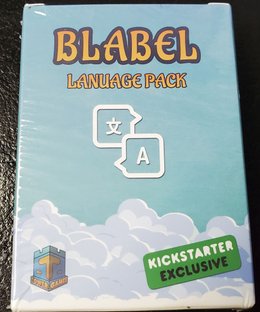 BLABEL
LANUAGE PACK
文
A
KICKSTARTER
EXCLUSIVE